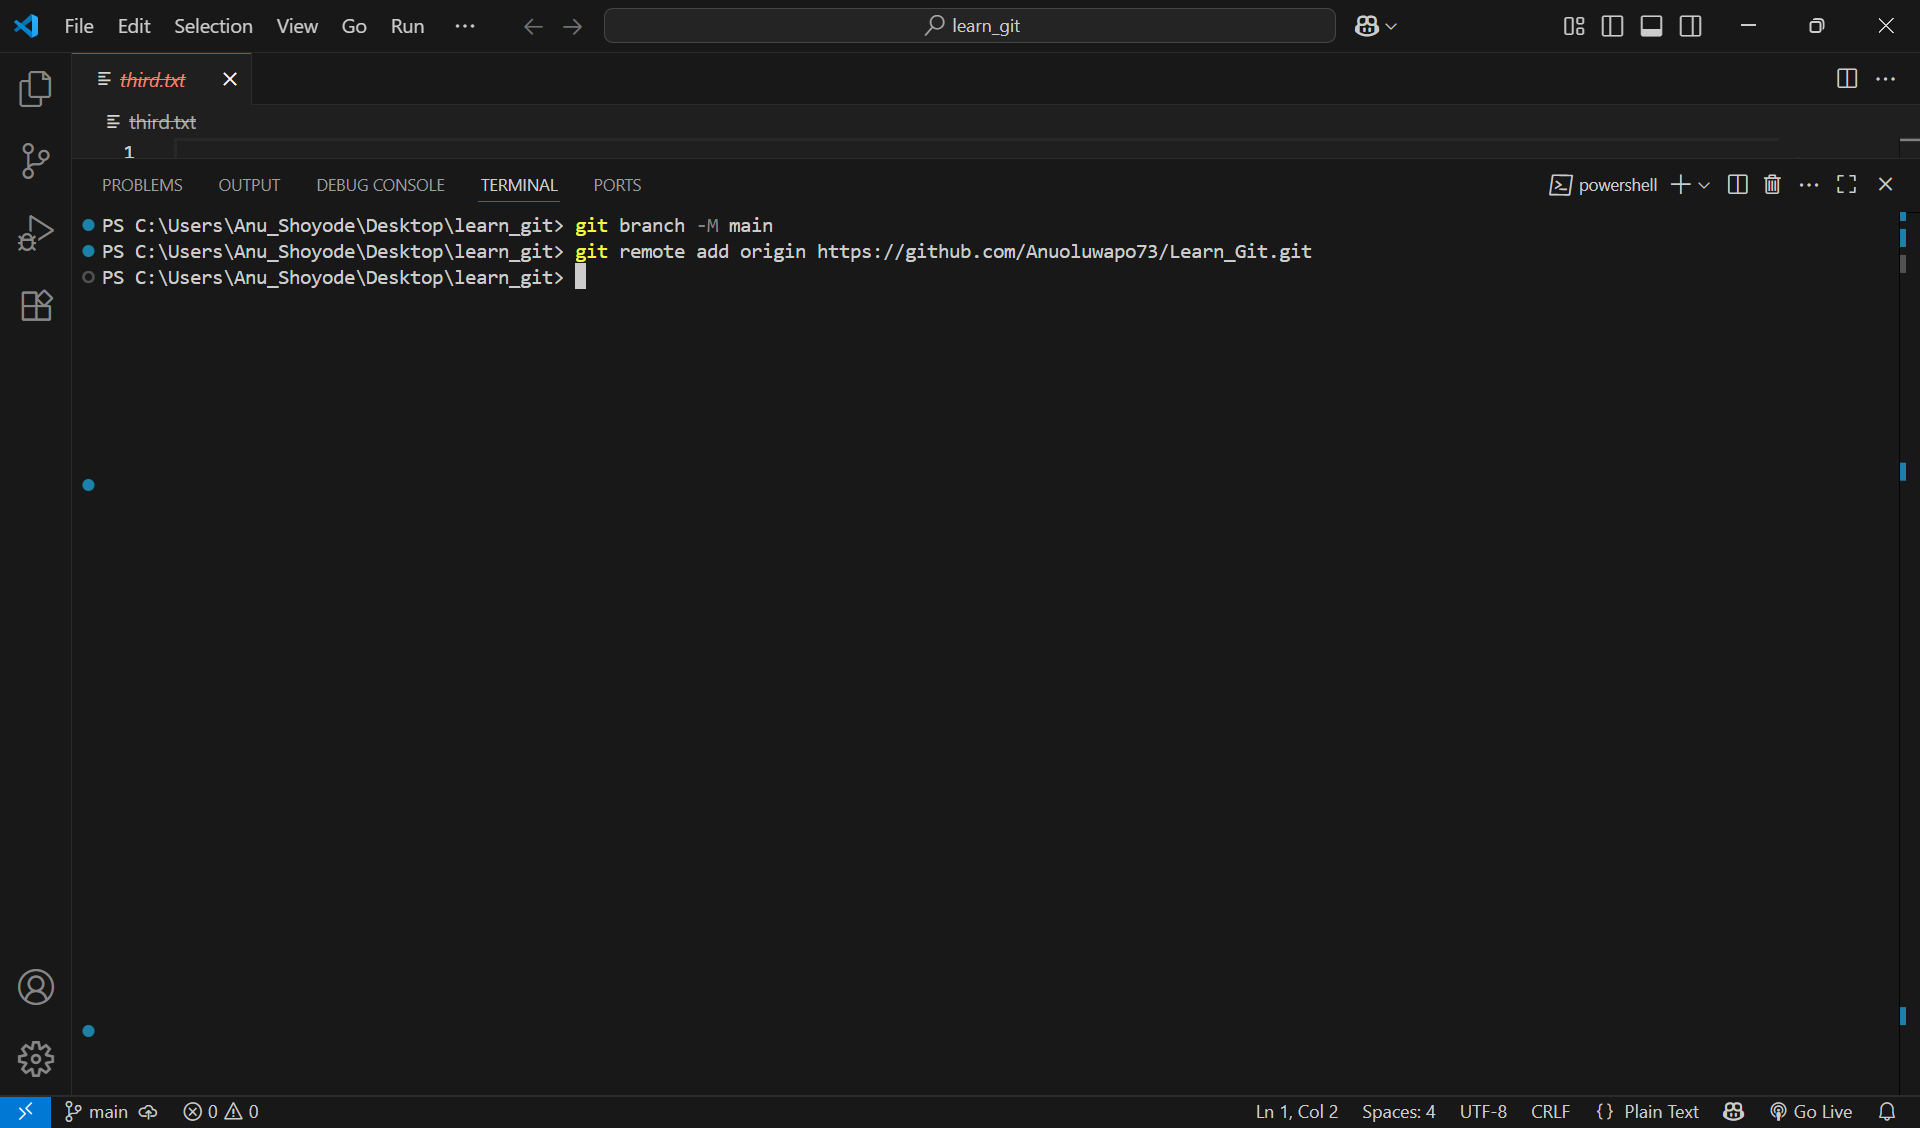 File Edit Selection View Go Run ··· learn_git
third.txt
third.txt
1
PROBLEMS OUTPUT DEBUG CONSOLE TERMINAL PORTS powershell
PS C:\Users\Anu_Shoyode\Desktop\learn_git> git branch -M main
PS C:\Users\Anu_Shoyode\Desktop\learn_git> git remote add origin https://github.com/Anuoluwapo73/Learn_Git.git
PS C:\Users\Anu_Shoyode\Desktop\learn_git>
main 0 0 Ln 1, Col 2 Spaces: 4 UTF-8 CRLF {} Plain Text Go Live